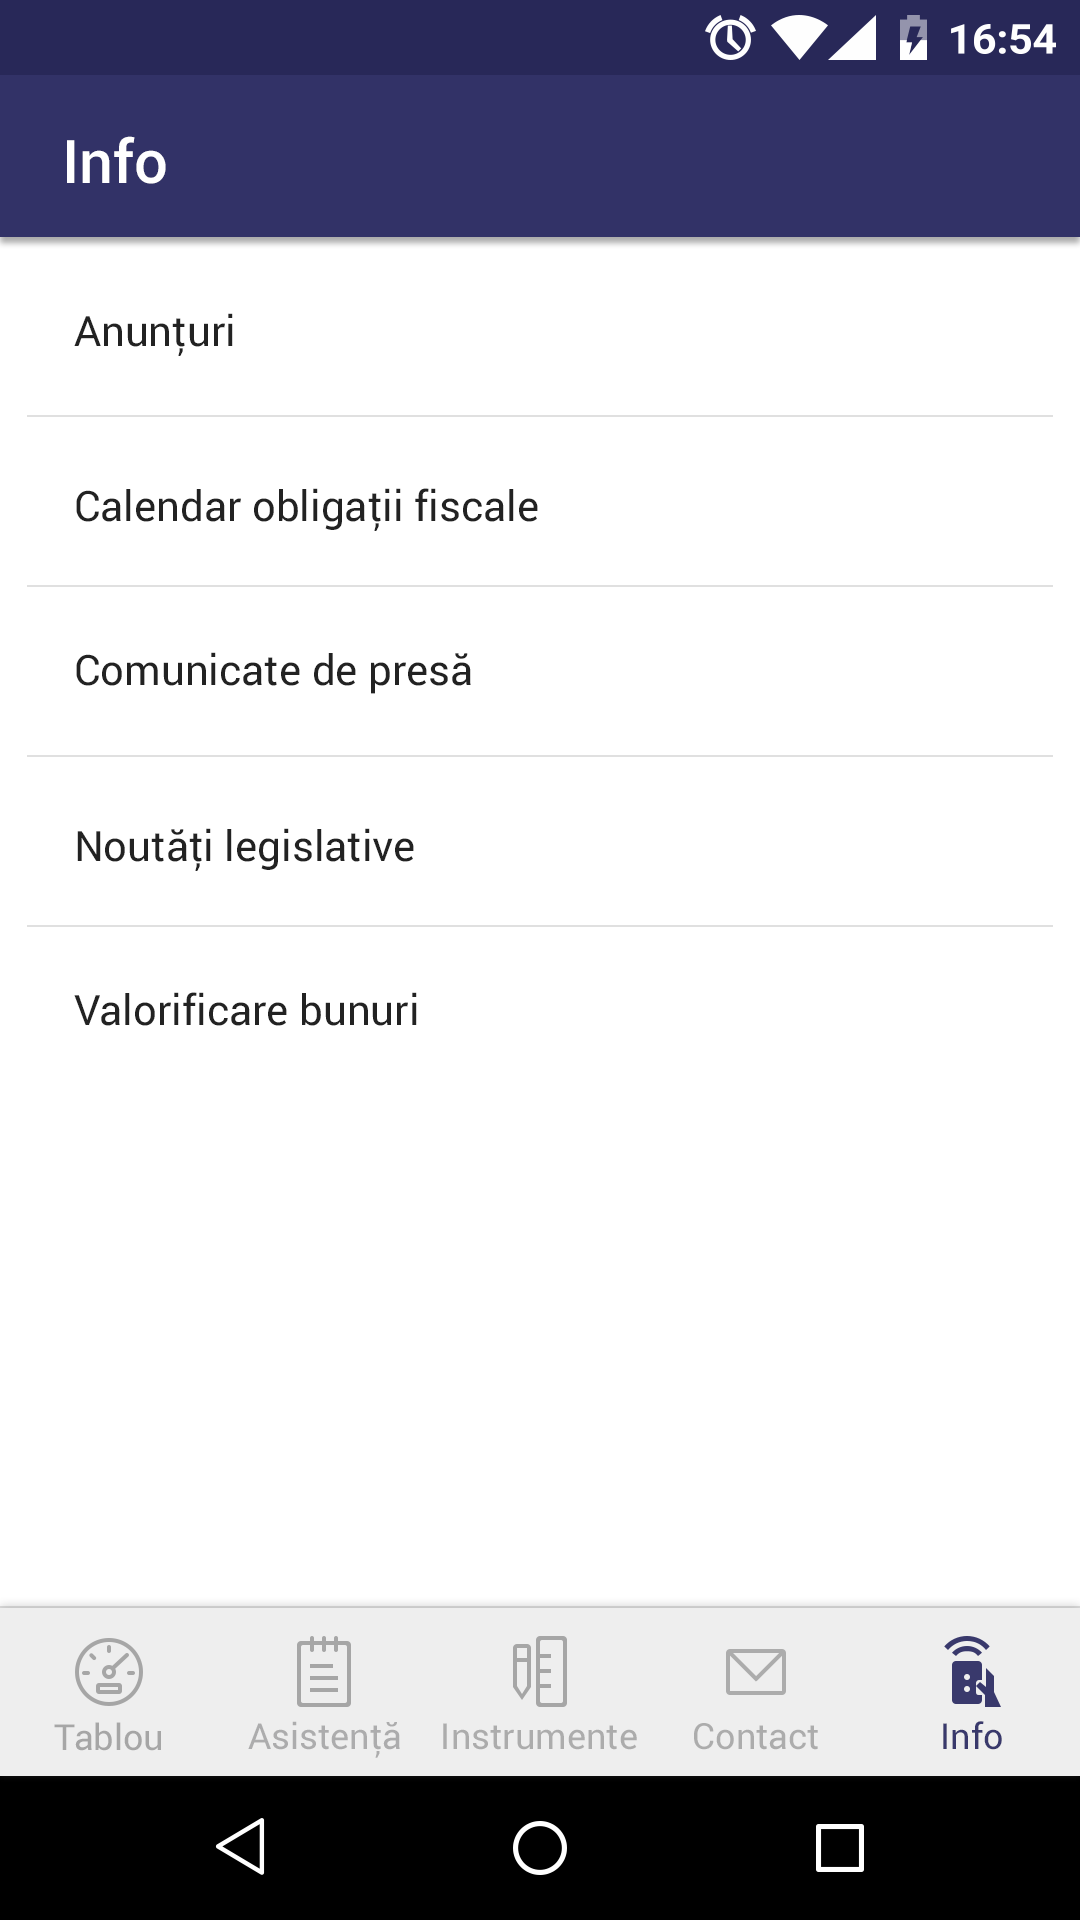 16:54
Info
Anunțuri
Calendar obligații fiscale
Comunicate de presă
Noutăți legislative
Valorificare bunuri
Tablou
Asistență
Instrumente
Contact
Info